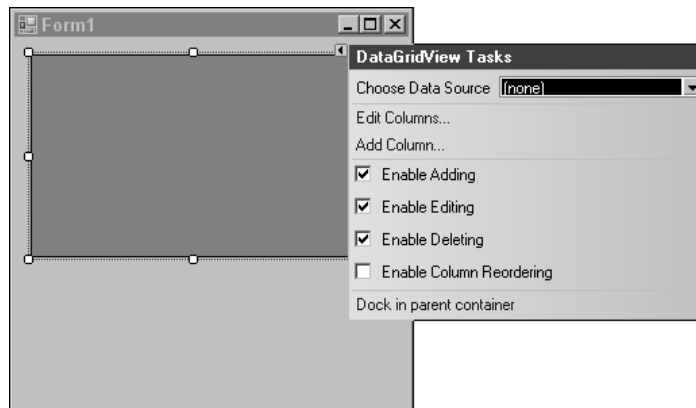 Form1
DataGridView Tasks
Choose Data Source (none)
Edit Columns...
Add Column...
Enable Adding
Enable Editing
Enable Deleting
Enable Column Reordering
Dock in parent container